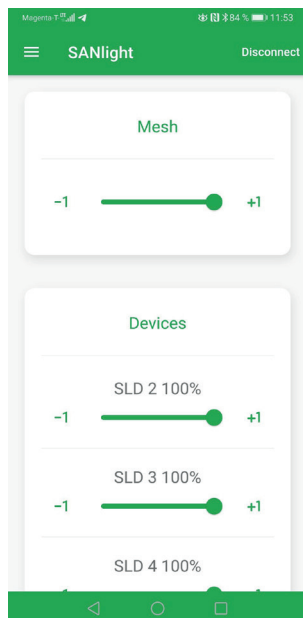 Magenta-T 84 % 11:53
SANlight Disconnect
Mesh
−1 +1
Devices
SLD 2 100%
−1 +1
SLD 3 100%
−1 +1
SLD 4 100%